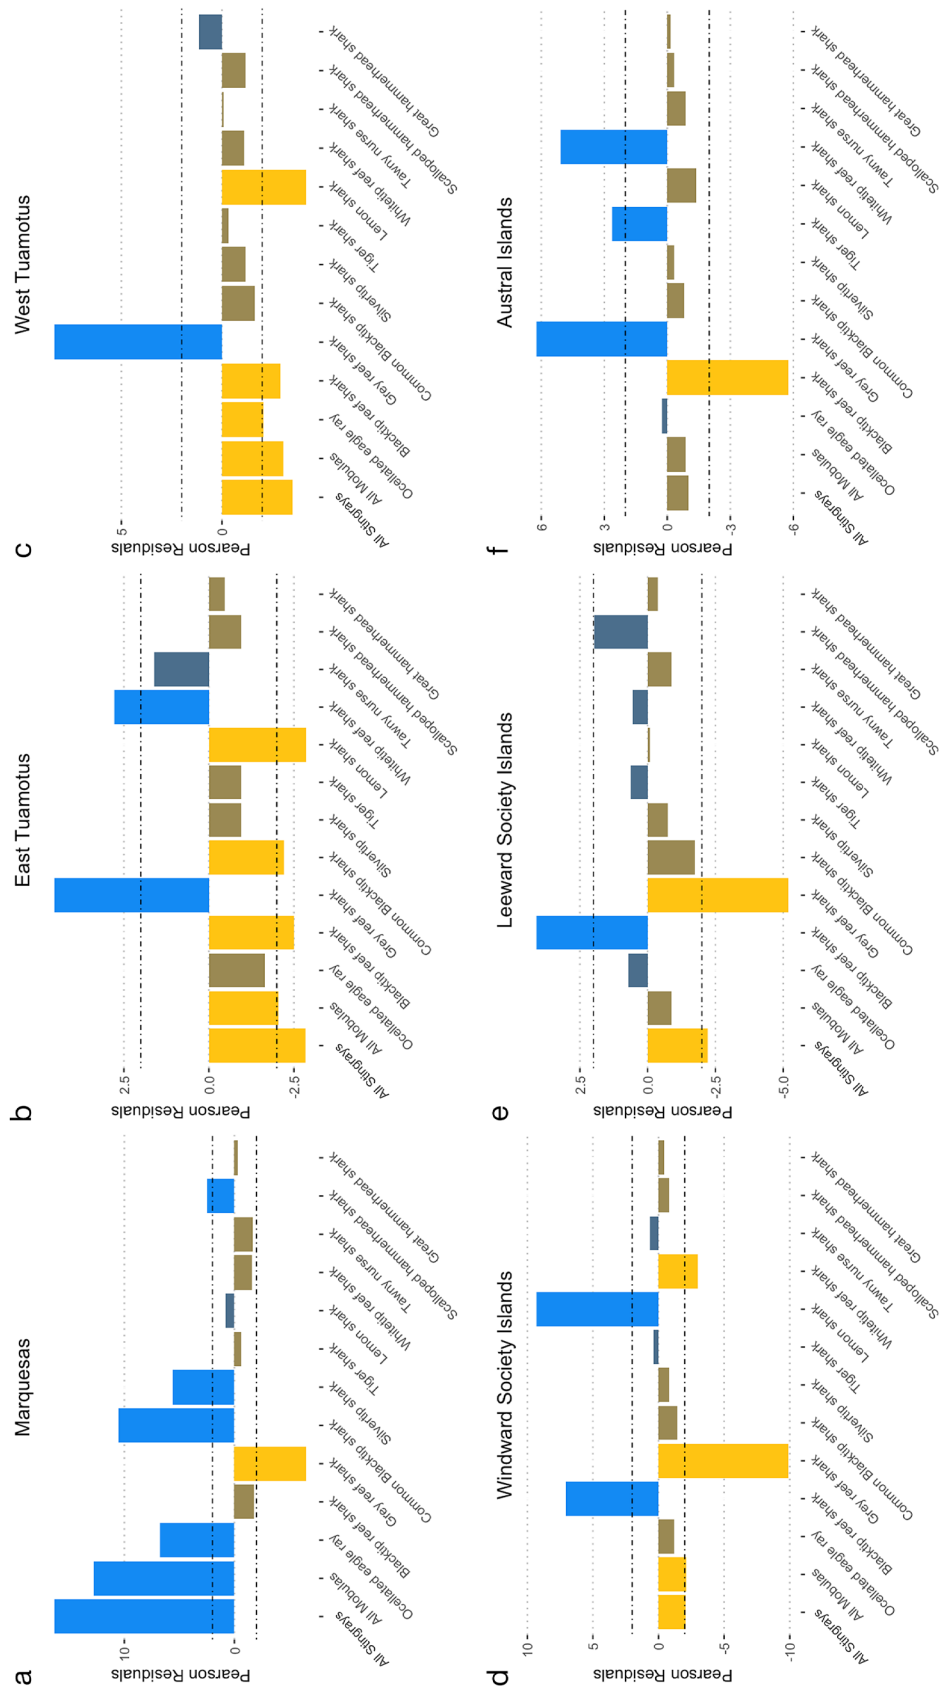 a
Marquesas
Pearson Residuals
10
0
All Stingrays
All Mobulas
Ocellated eagle ray
Blacktip reef shark
Grey reef shark
Common Blacktip shark
Silvertip shark
Tiger shark
Lemon shark
Whitetip reef shark
Tawny nurse shark
Scalloped hammerhead shark
Great hammerhead shark
b
East Tuamotus
Pearson Residuals
2.5
0.0
-2.5
All Stingrays
All Mobulas
Ocellated eagle ray
Blacktip reef shark
Grey reef shark
Common Blacktip shark
Silvertip shark
Tiger shark
Lemon shark
Whitetip reef shark
Tawny nurse shark
Scalloped hammerhead shark
Great hammerhead shark
c
West Tuamotus
Pearson Residuals
5
0
All Stingrays
All Mobulas
Ocellated eagle ray
Blacktip reef shark
Grey reef shark
Common Blacktip shark
Silvertip shark
Tiger shark
Lemon shark
Whitetip reef shark
Tawny nurse shark
Scalloped hammerhead shark
Great hammerhead shark
d
Windward Society Islands
Pearson Residuals
10
5
0
-5
-10
All Stingrays
All Mobulas
Ocellated eagle ray
Blacktip reef shark
Grey reef shark
Common Blacktip shark
Silvertip shark
Tiger shark
Lemon shark
Whitetip reef shark
Tawny nurse shark
Scalloped hammerhead shark
Great hammerhead shark
e
Leeward Society Islands
Pearson Residuals
2.5
0.0
-2.5
-5.0
All Stingrays
All Mobulas
Ocellated eagle ray
Blacktip reef shark
Grey reef shark
Common Blacktip shark
Silvertip shark
Tiger shark
Lemon shark
Whitetip reef shark
Tawny nurse shark
Scalloped hammerhead shark
Great hammerhead shark
f
Austral Islands
Pearson Residuals
6
3
0
-3
-6
All Stingrays
All Mobulas
Ocellated eagle ray
Blacktip reef shark
Grey reef shark
Common Blacktip shark
Silvertip shark
Tiger shark
Lemon shark
Whitetip reef shark
Tawny nurse shark
Scalloped hammerhead shark
Great hammerhead shark